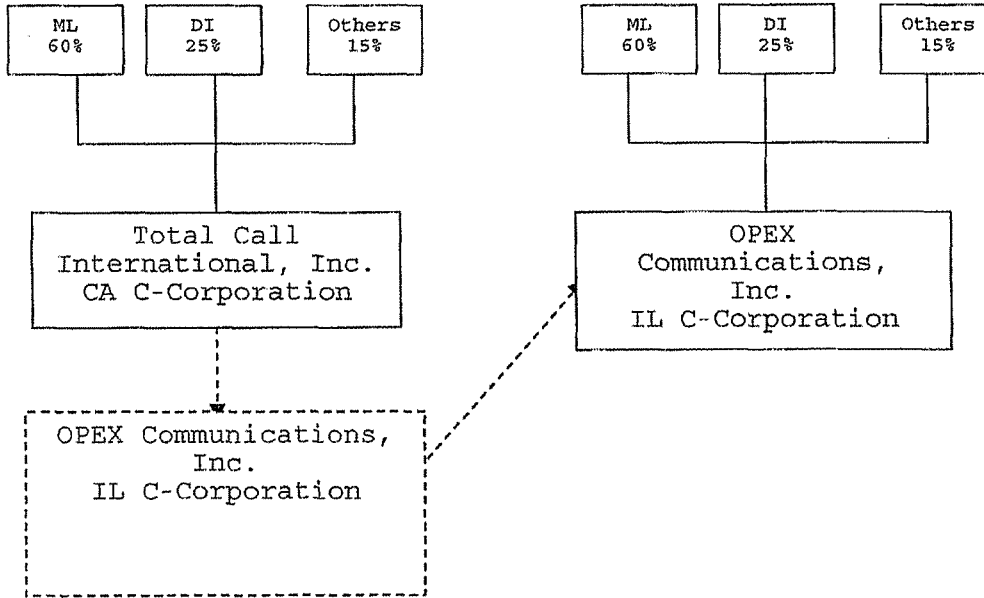 ML
60%
DI
25%
Others
15%
ML
60%
DI
25%
Others
15%
Total Call
International, Inc.
CA C-Corporation
OPEX
Communications,
Inc.
IL C-Corporation
OPEX Communications,
Inc.
IL C-Corporation